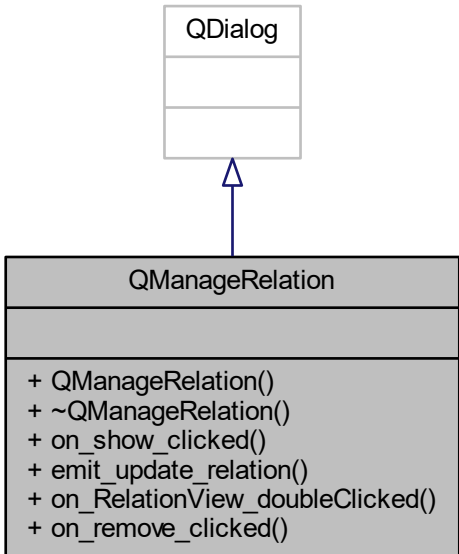 QDialog
QManageRelation
+ QManageRelation()
+ ~QManageRelation()
+ on_show_clicked()
+ emit_update_relation()
+ on_RelationView_doubleClicked()
+ on_remove_clicked()